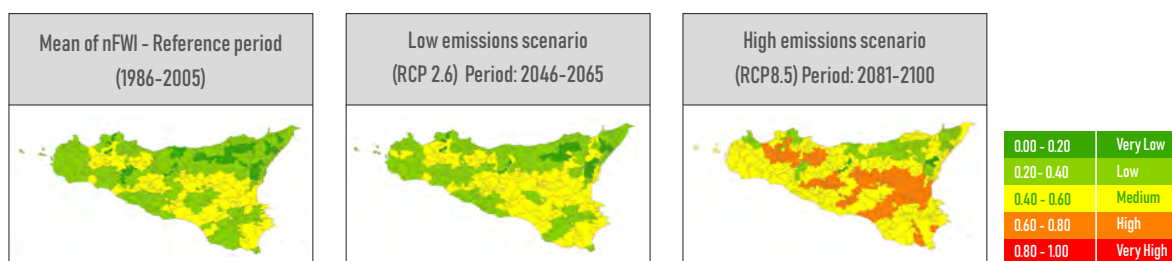 Mean of nFWI - Reference period
(1986-2005)
Low emissions scenario
(RCP 2.6) Period: 2046-2065
High emissions scenario
(RCP8.5) Period: 2081-2100
0.00 - 0.20 Very Low
0.20- 0.40 Low
0.40 - 0.60 Medium
0.60 - 0.80 High
0.80 - 1.00 Very High